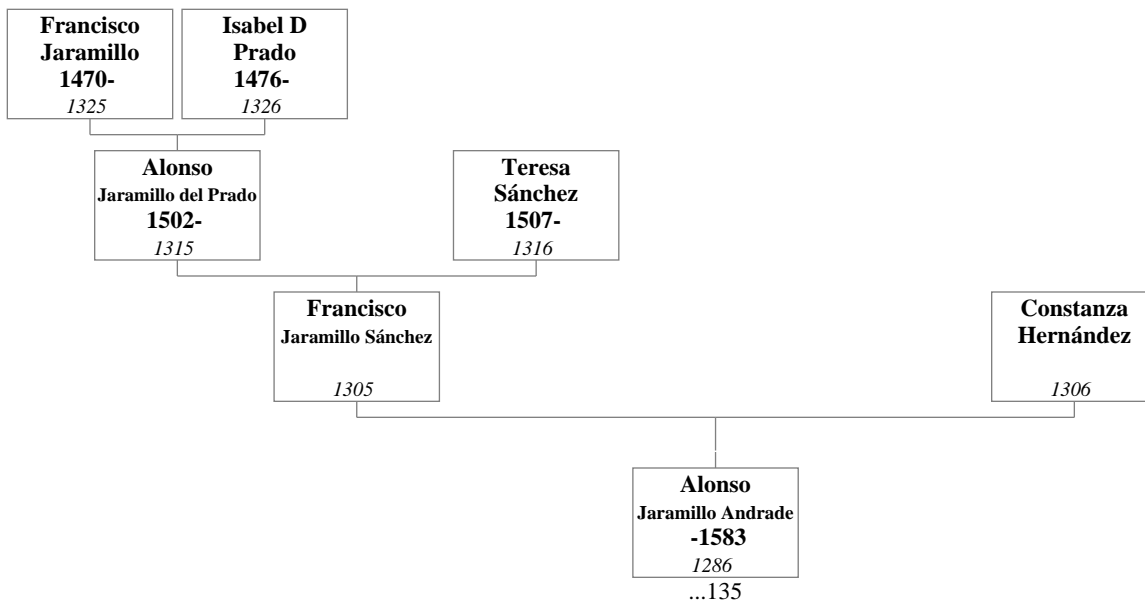 Francisco
Jaramillo
1470-
1325
Isabel D
Prado
1476-
1326
Alonso
Jaramillo del Prado
1502-
1315
Teresa
Sánchez
1507-
1316
Francisco
Jaramillo Sánchez
1305
Constanza
Hernández
1306
Alonso
Jaramillo Andrade
-1583
1286
...135